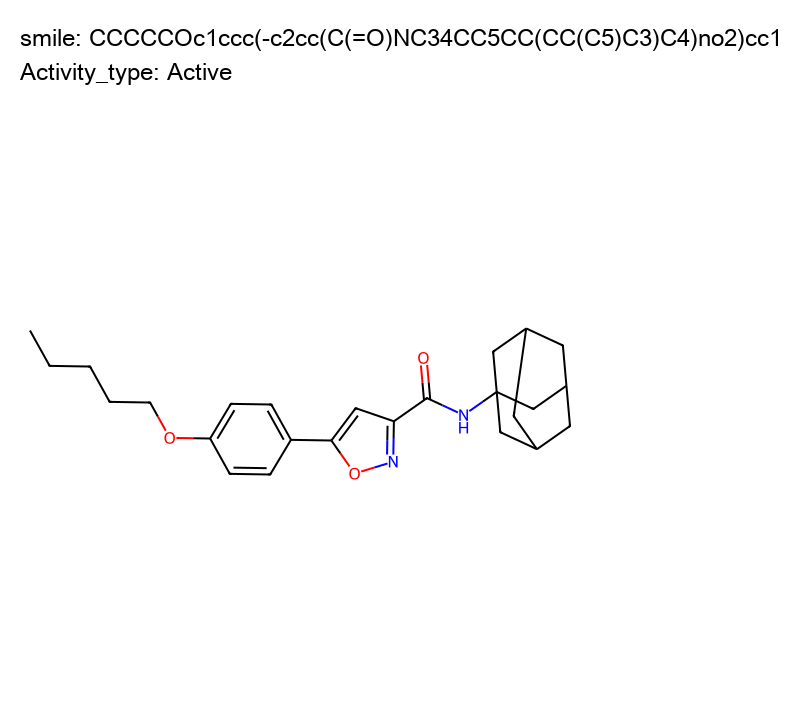 smile: CCCCCOc1ccc(-c2cc(C(=O)NC34CC5CC(CC(C5)C3)C4)no2)cc1
Activity_type: Active
O
O
N
H
O
N